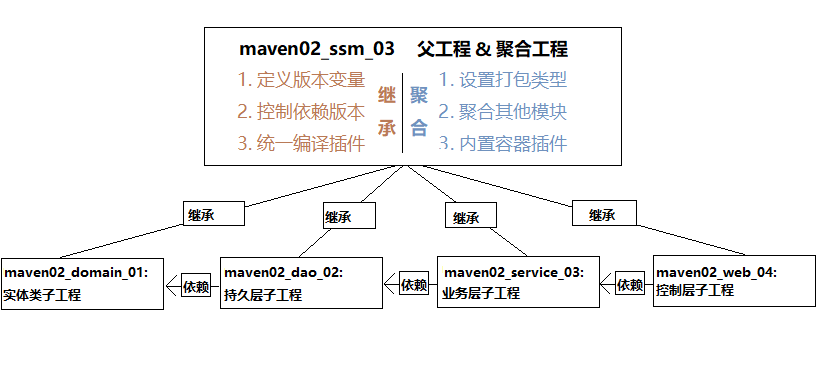 maven02_ssm_03 父工程 & 聚合工程
1. 定义版本变量
2. 控制依赖版本
3. 统一编译插件
继
承
聚
合
1. 设置打包类型
2. 聚合其他模块
3. 内置容器插件
继承
继承
继承
继承
maven02_domain_01:
实体类子工程
依赖
maven02_dao_02:
持久层子工程
依赖
maven02_service_03:
业务层子工程
依赖
maven02_web_04:
控制层子工程